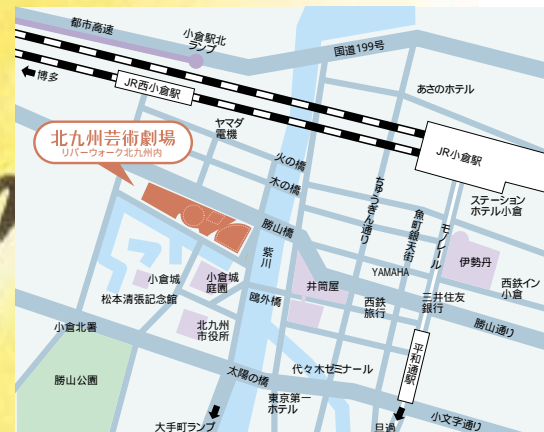 都市高速
小倉駅北
ランプ
国道199号
博多
JR西小倉駅
あさのホテル
ヤマダ
電機
北九州芸術劇場
リバーウォーク北九州内
火の橋
木の橋
JR小倉駅
ステーション
ホテル小倉
ちゅうぎん通り
魚町銀天街
モノレール
勝山橋
紫川
YAMAHA
伊勢丹
西鉄イン
小倉
小倉城
小倉城
庭園
井筒屋
松本清張記念館
鴎外橋
西鉄
旅行
三井住友
銀行
勝山通り
小倉北署
北九州
市役所
平和通駅
太陽の橋
代々木ゼミナール
勝山公園
東京第一
ホテル
大手町ランプ
旦過
小文字通り